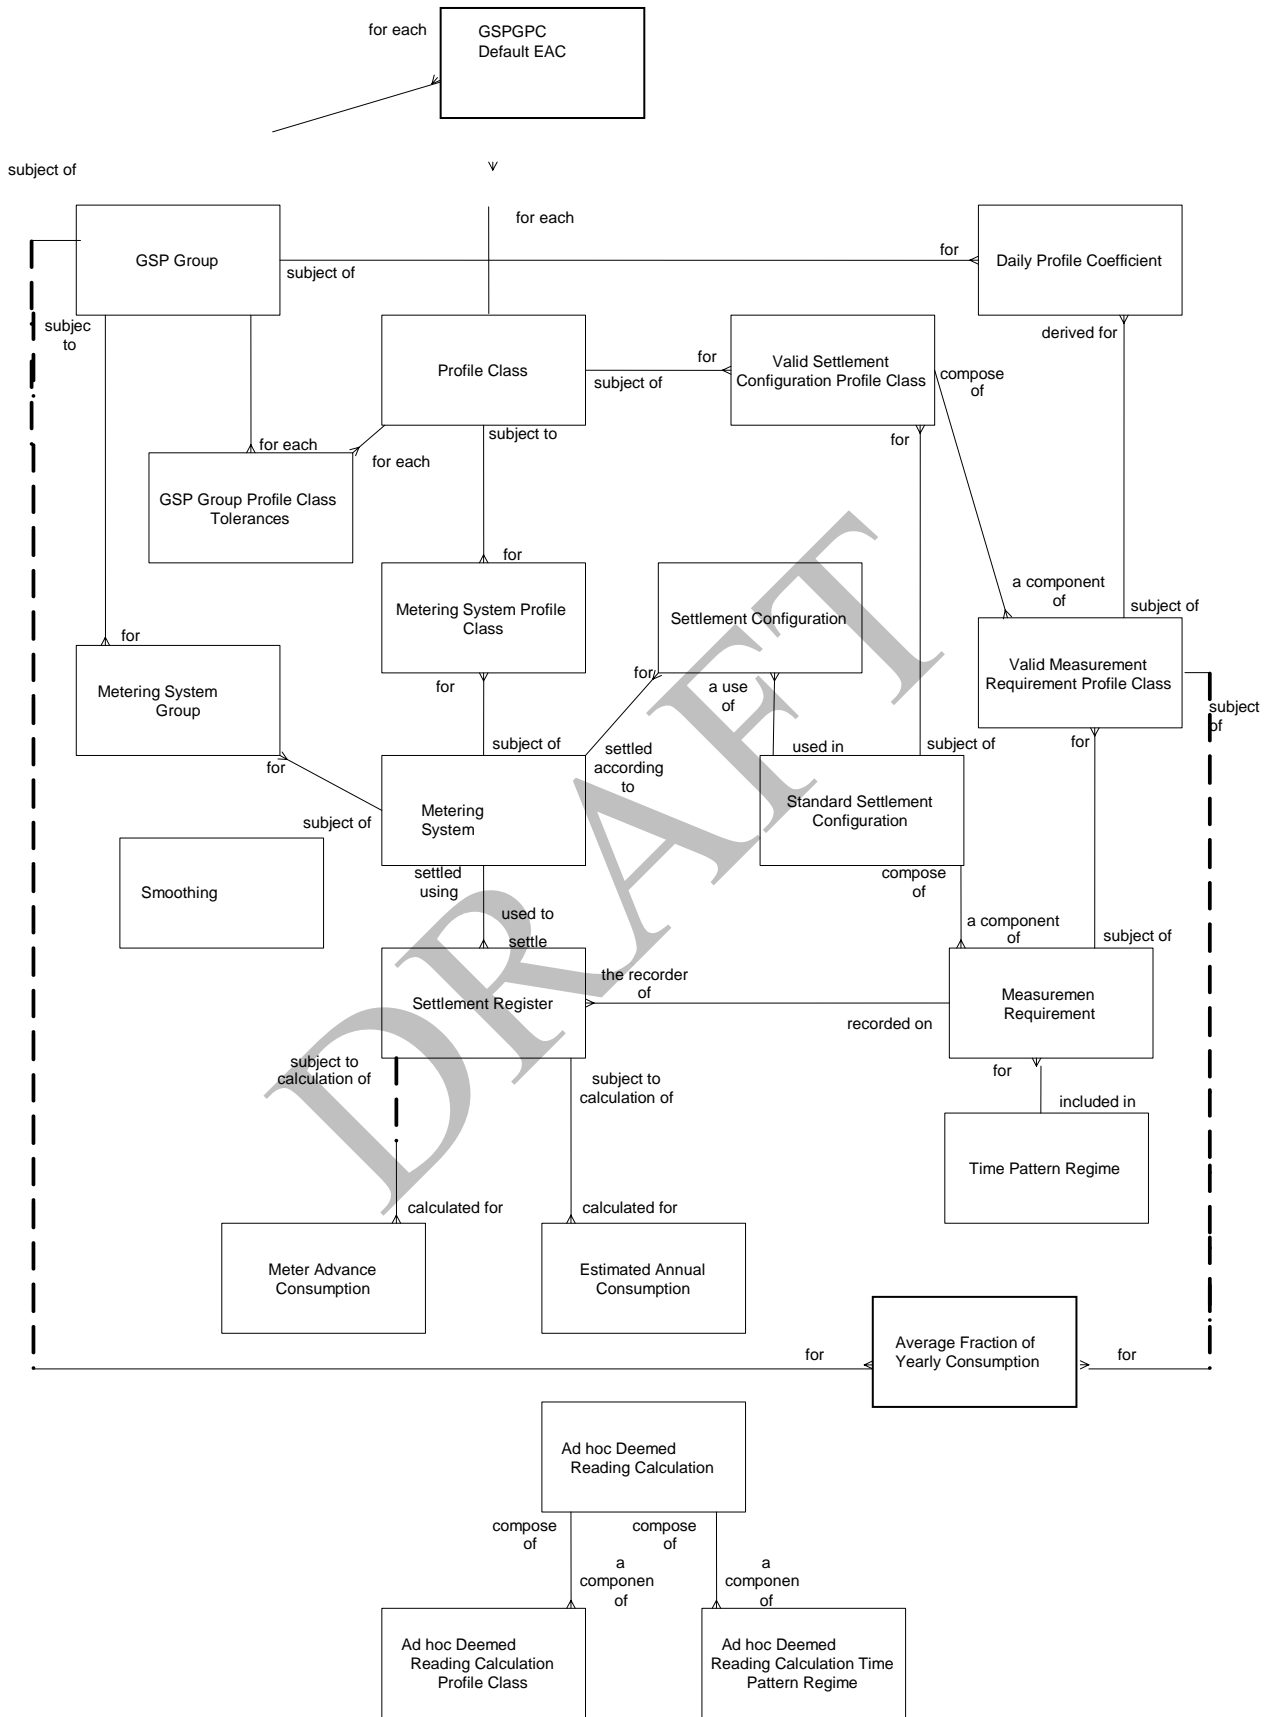 for each
GSPGPC
Default EAC
subject of
for each
GSP Group
subject of
for
Daily Profile Coefficient
subjec
to
derived for
Profile Class
subject of
for
Valid Settlement
Configuration Profile Class
compose
of
subject to
for
for each
for each
GSP Group Profile Class
Tolerances
for
a component
of
subject of
Metering System Profile
Class
Settlement Configuration
for
Metering System
Group
for
for
a use
of
Valid Measurement
Requirement Profile Class
subject
of
for
subject of
settled
according
to
used in
subject of
for
subject of
Metering
System
Standard Settlement
Configuration
Smoothing
settled
using
compose
of
used to
settle
a component
of
subject of
Settlement Register
the recorder
of
recorded on
Measuremen
Requirement
subject to
calculation of
subject to
calculation of
for
included in
Time Pattern Regime
calculated for
calculated for
Meter Advance
Consumption
Estimated Annual
Consumption
for
Average Fraction of
Yearly Consumption
for
Ad hoc Deemed
Reading Calculation
compose
of
compose
of
a
componen
of
a
componen
of
Ad hoc Deemed
Reading Calculation
Profile Class
Ad hoc Deemed
Reading Calculation Time
Pattern Regime
DRAFT